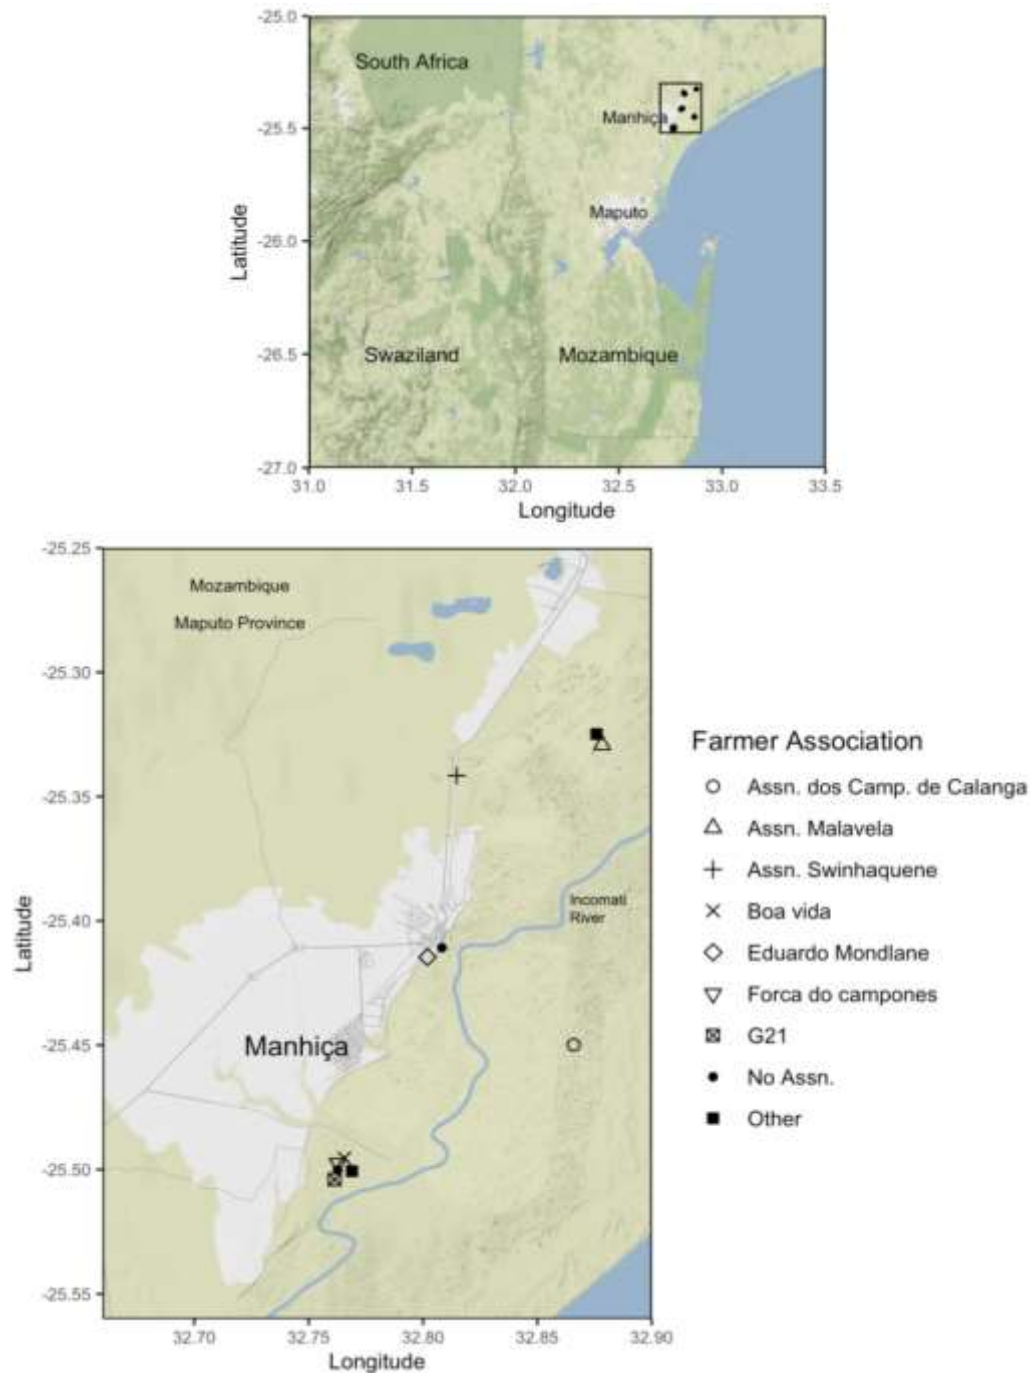 -25.0
South Africa
-25.5
Manhiça
Maputo
Latitude
-26.0
-26.5
Swaziland
Mozambique
-27.0
31.0 31.5 32.0 32.5 33.0 33.5
Longitude
-25.25
Mozambique
Maputo Province
-25.30
-25.35
-25.40
Latitude
Incomati
River
-25.45
Manhiça
-25.50
-25.55
32.70 32.75 32.80 32.85 32.90
Longitude
Farmer Association
Assn. dos Camp. de Calanga
Assn. Malavela
Assn. Swinhaquene
Boa vida
Eduardo Mondlane
Forca do campones
G21
No Assn.
Other